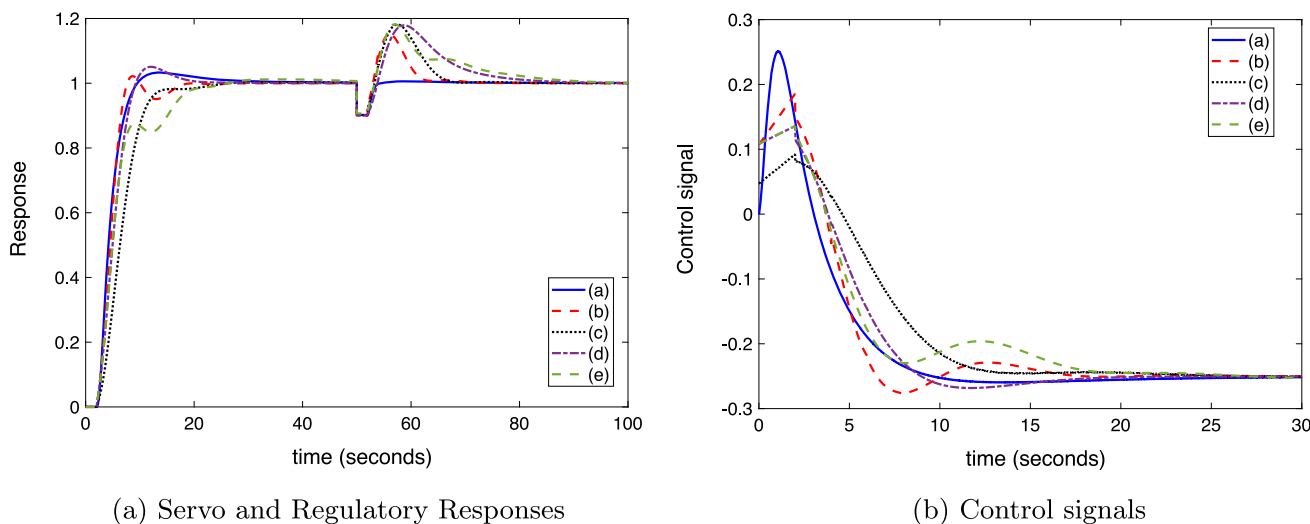 1.2
1
0.8
0.6
0.4
0.2
0
Response
0 20 40 60 80 100
time (seconds)
(a)
(b)
(c)
(d)
(e)
(a) Servo and Regulatory Responses
0.3
0.2
0.1
0
-0.1
-0.2
-0.3
Control signal
0 5 10 15 20 25 30
time (seconds)
(a)
(b)
(c)
(d)
(e)
(b) Control signals